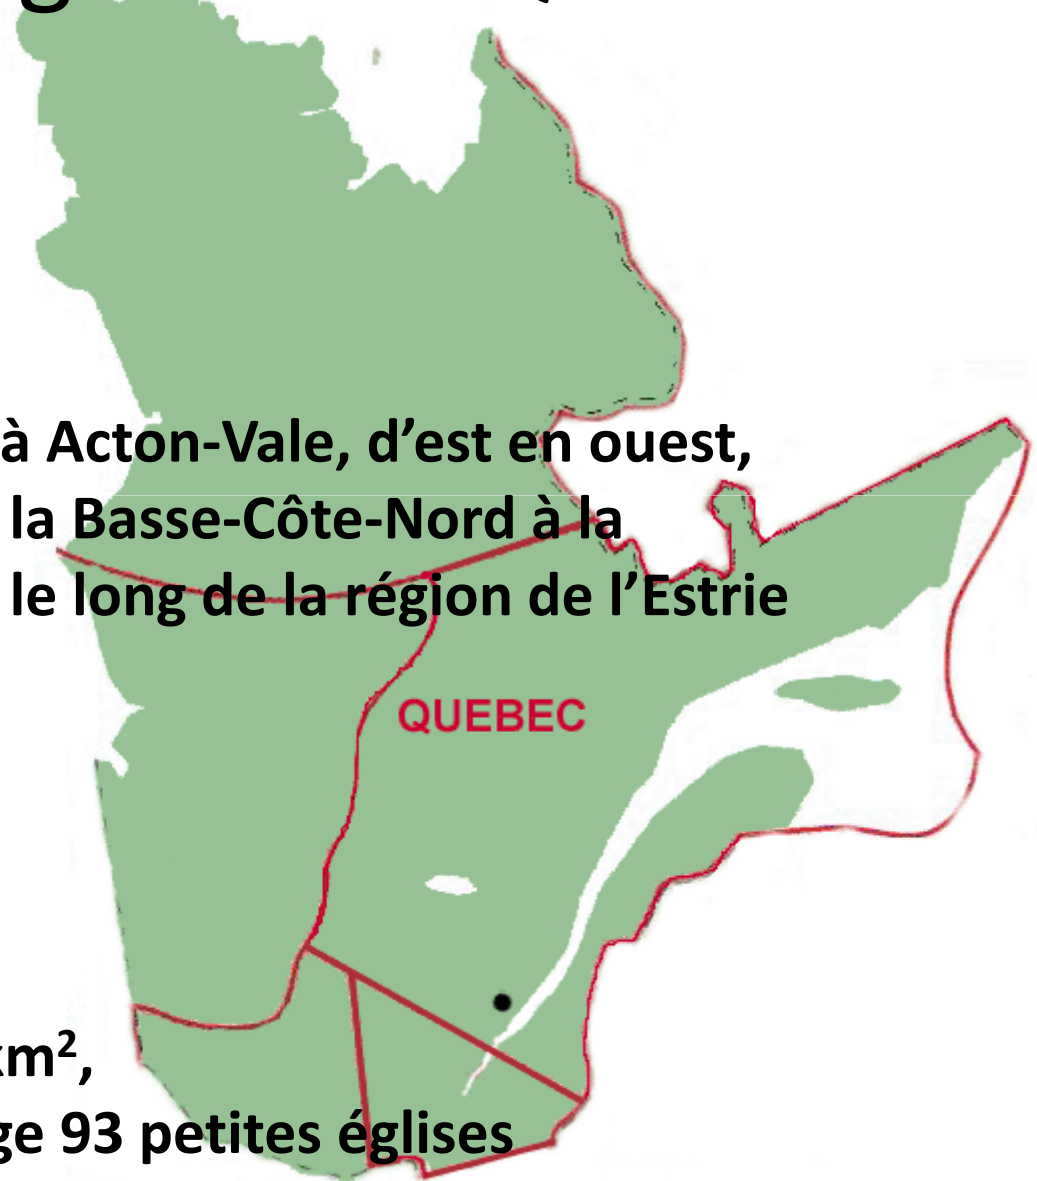 à Acton-Vale, d’est en ouest,
la Basse-Côte-Nord à la
le long de la région de l’Estrie
QUEBEC
km²,
ge 93 petites églises